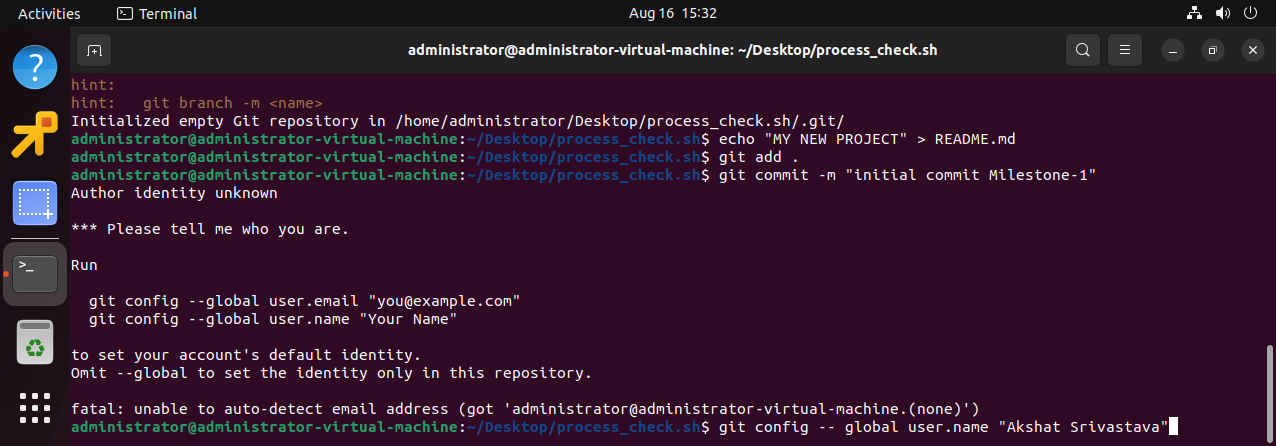 Activities
Terminal
Aug 16 15:32
administrator@administrator-virtual-machine: ~/Desktop/process_check.sh
hint:
hint:   git branch -m <name>
Initialized empty Git repository in /home/administrator/Desktop/process_check.sh/.git/
administrator@administrator-virtual-machine:~/Desktop/process_check.sh$ echo "MY NEW PROJECT" > README.md
administrator@administrator-virtual-machine:~/Desktop/process_check.sh$ git add .
administrator@administrator-virtual-machine:~/Desktop/process_check.sh$ git commit -m "initial commit Milestone-1"
Author identity unknown
*** Please tell me who you are.
Run
  git config --global user.email "you@example.com"
  git config --global user.name "Your Name"
to set your account's default identity.
Omit --global to set the identity only in this repository.
fatal: unable to auto-detect email address (got 'administrator@administrator-virtual-machine.(none)')
administrator@administrator-virtual-machine:~/Desktop/process_check.sh$ git config -- global user.name "Akshat Srivastava"